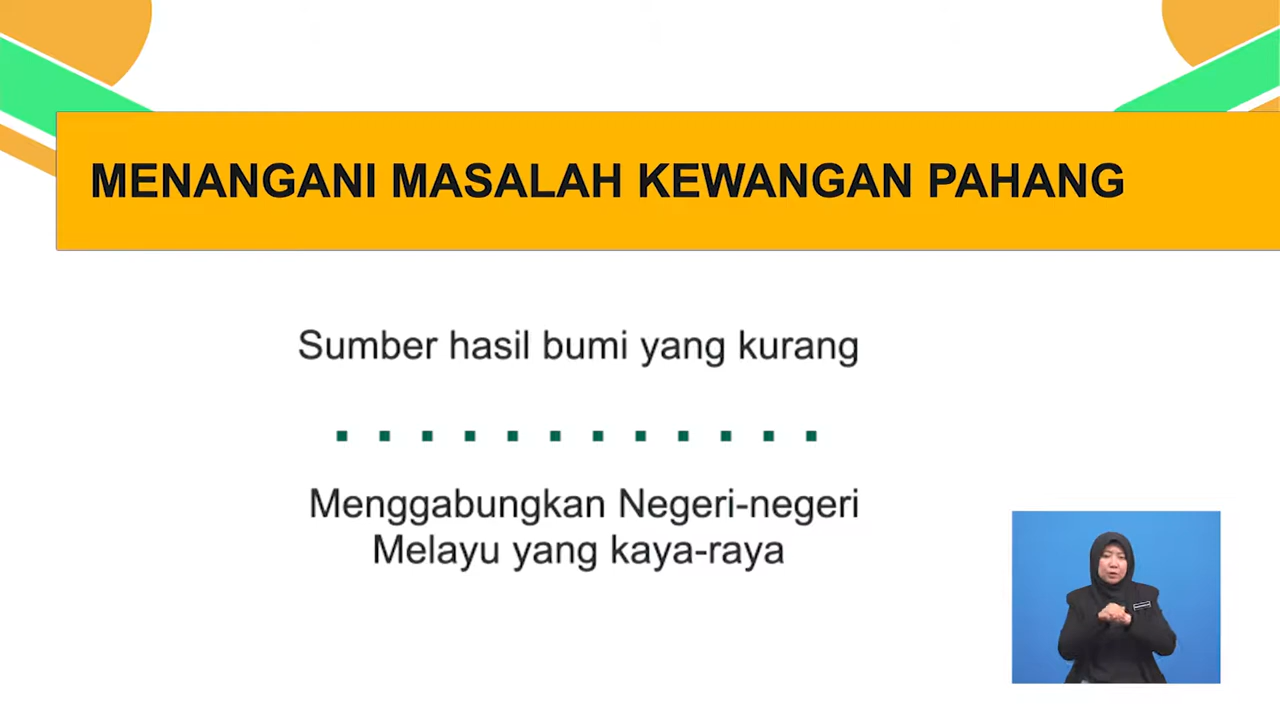 MENANGANI MASALAH KEWANGAN PAHANG
Sumber hasil bumi yang kurang
Menggabungkan Negeri-negeri
Melayu yang kaya-raya